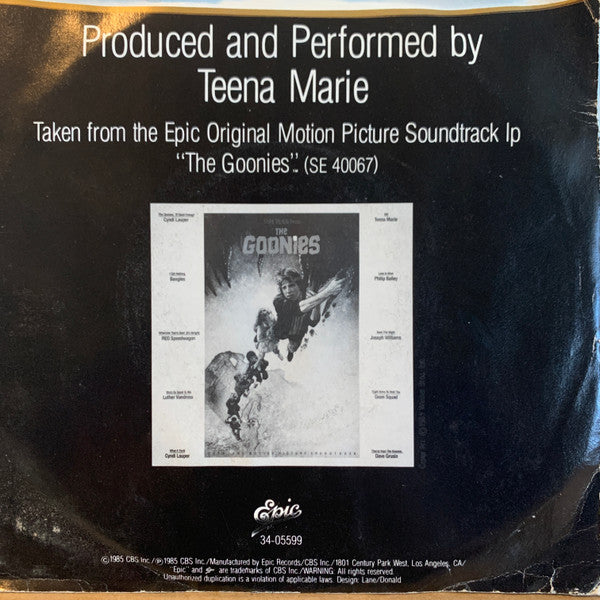 Produced and Performed by
Teena Marie
Taken from the Epic Original Motion Picture Soundtrack lp
“The Goonies”.™ (SE 40067)
THE
GOONIES
Cyndi Lauper
Teena Marie
Bangles
Philip Bailey
REO Speedwagon
Joseph Williams
Luther Vandross
Goon Squad
What A Thrill
Cyndi Lauper
Dave Grusin
Epic
34-05599
©1985 CBS Inc./℗1985 CBS Inc./Manufactured by Epic Records/CBS Inc./1801 Century Park West, Los Angeles, CA/
"Epic" and are trademarks of CBS Inc./WARNING: All rights reserved.
Unauthorized duplication is a violation of applicable laws. Design: Lane/Donald